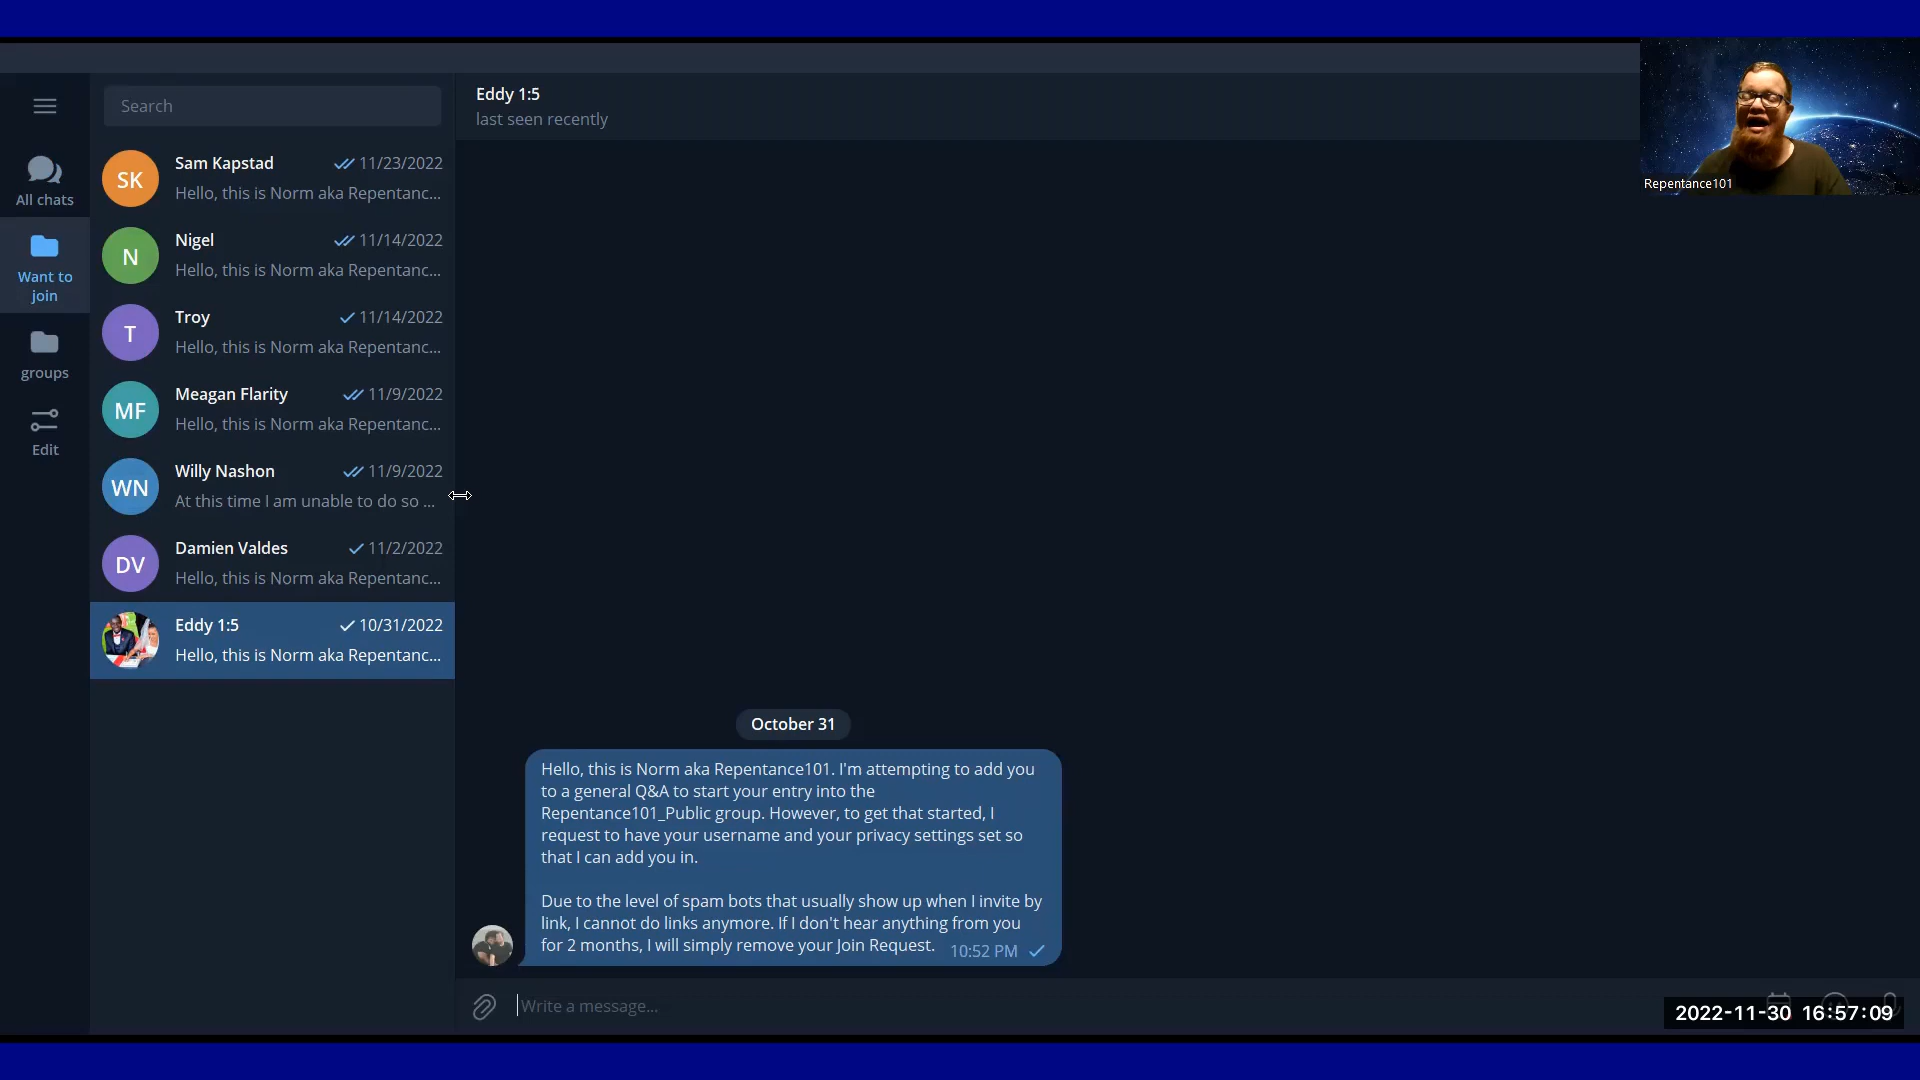 Search
All chats
Want to
join
groups
Edit
SK
Sam Kapstad
11/23/2022
Hello, this is Norm aka Repentanc...
N
Nigel
11/14/2022
Hello, this is Norm aka Repentanc...
T
Troy
11/14/2022
Hello, this is Norm aka Repentanc...
MF
Meagan Flarity
11/9/2022
Hello, this is Norm aka Repentanc...
WN
Willy Nashon
11/9/2022
At this time I am unable to do so ...
DV
Damien Valdes
11/2/2022
Hello, this is Norm aka Repentanc...
Eddy 1:5
10/31/2022
Hello, this is Norm aka Repentanc...
Eddy 1:5
last seen recently
Repentance101
October 31
Hello, this is Norm aka Repentance101. I'm attempting to add you
to a general Q&A to start your entry into the
Repentance101_Public group. However, to get that started, I
request to have your username and your privacy settings set so
that I can add you in.
Due to the level of spam bots that usually show up when I invite by
link, I cannot do links anymore. If I don't hear anything from you
for 2 months, I will simply remove your Join Request.
10:52 PM
Write a message...
2022-11-30 16:57:09